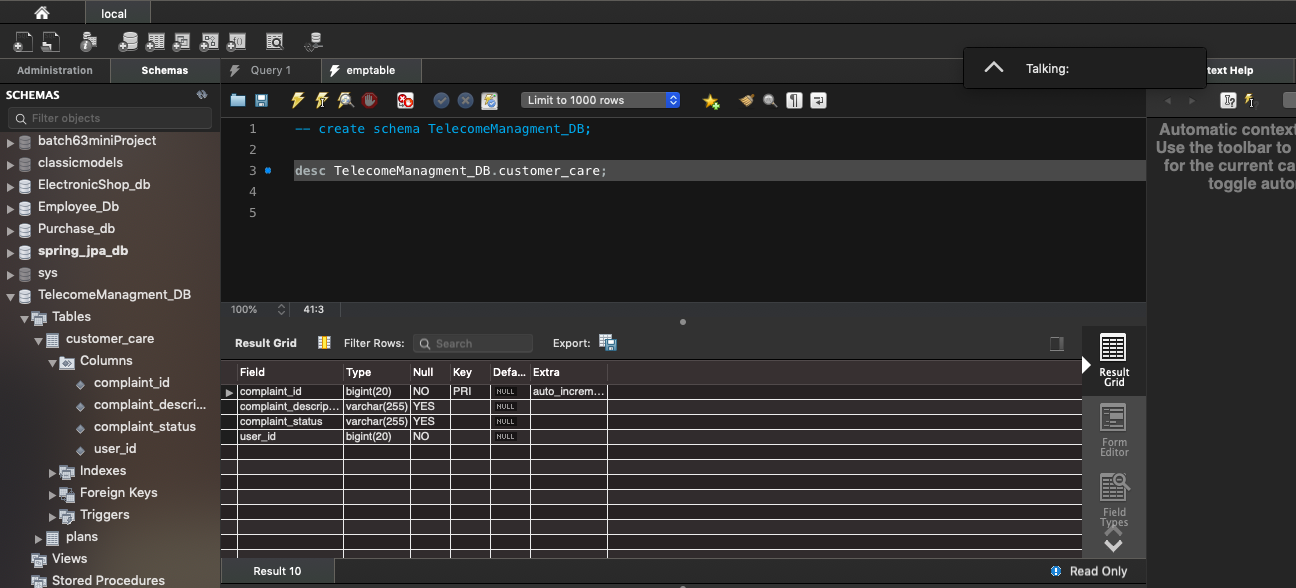 local
Administration
Schemas
Query 1
emptable
Talking:
text Help
SCHEMAS
Filter objects
Limit to 1000 rows
batch63miniProject
classicmodels
ElectronicShop_db
Employee_Db
Purchase_db
spring_jpa_db
sys
TelecomeManagment_DB
Tables
customer_care
Columns
complaint_id
complaint_descri...
complaint_status
user_id
Indexes
Foreign Keys
Triggers
plans
Views
Stored Procedures
1 -- create schema TelecomeManagment_DB;
2
3 desc TelecomeManagment_DB.customer_care;
4
5
Automatic context
Use the toolbar to
for the current ca
toggle auto
100% 41:3
Result Grid Filter Rows: Search Export:
Field Type Null Key Defa... Extra
complaint_id bigint(20) NO PRI NULL auto_increm...
complaint_descrip... varchar(255) YES NULL
complaint_status varchar(255) YES NULL
user_id bigint(20) NO NULL
Result
Grid
Form
Editor
Field
Types
Result 10
Read Only